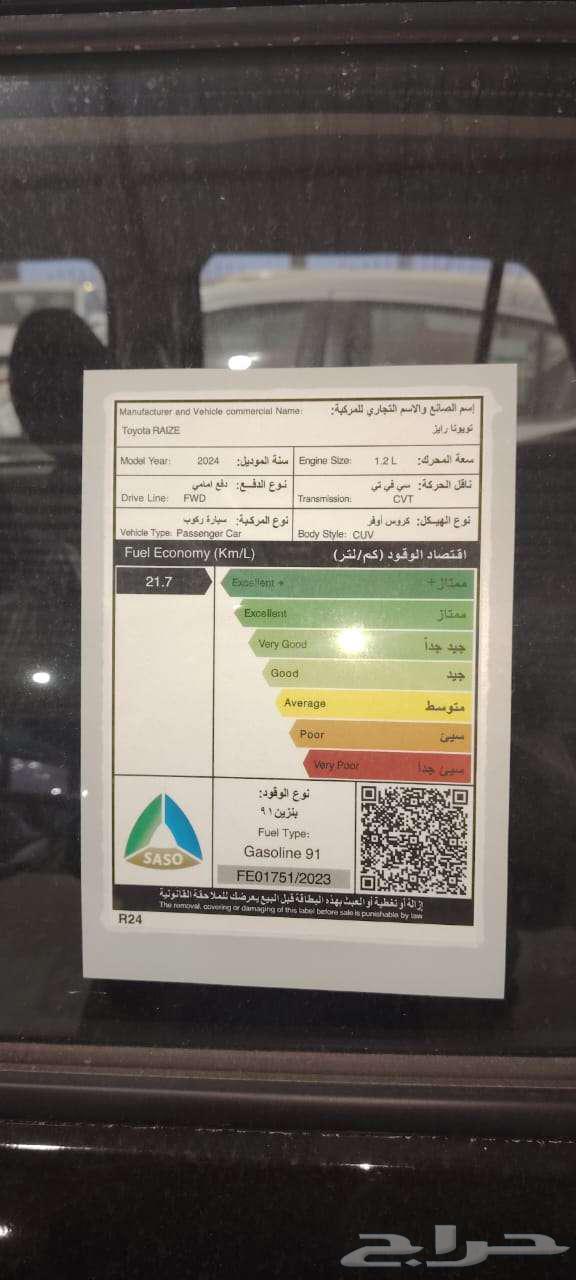 Manufacturer and Vehicle commercial Name: إسم الصانع والاسم التجاري للمركبة:
Toyota RAIZE تويوتا رايز
Model Year: 2024 سنة الموديل:
Engine Size: 1.2 L سعة المحرك:
نوع الدفـع: دفع امامي
Drive Line: FWD
ناقل الحركة: سي في تي
Transmission: CVT
نوع المركبة: سيارة ركوب
Vehicle Type: Passenger Car
نوع الهيـكل: كروس أوفر
Body Style: CUV
Fuel Economy (Km/L) اقتصاد الوقود (كم/لتر)
21.7
Excellent + ممتاز+
Excellent ممتاز
Very Good جيد جداً
Good جيد
Average متوسط
Poor سيئ
Very Poor سيئ جداً
SASO
نوع الوقود:
بنزين ٩١
Fuel Type:
Gasoline 91
FE01751/2023
إزالة أو تغطية أو العبث بهذه البطاقة قبل البيع يعرضك للملاحقة القانونية
The removal, covering or damaging of this label before sale is punishable by law
R24
حراج